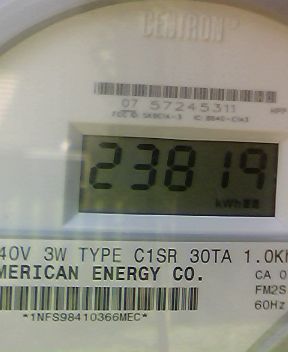 CENTRON
07 57245311
23819
kWh
40V 3W TYPE C1SR 30TA 1.0Kh
MERICAN ENERGY CO.
CA 0
FM2S
60Hz
*1NFS98410366MEC*